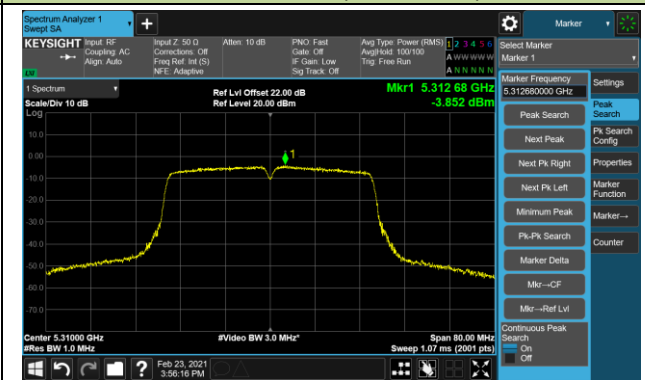 Spectrum Analyzer 1
Swept SA
+
Marker
KEYSIGHT
Input: RF
Coupling: AC
Align: Auto
Input Z: 50 Ω
Corrections: Off
Freq Ref: Int (S)
NFE: Adaptive
Atten: 10 dB
PNO: Fast
Gate: Off
IF Gain: Low
Sig Track: Off
Avg Type: Power (RMS)
Avg|Hold: 100/100
Trig: Free Run
1 2 3 4 5 6
A W W W W W
A N N N N N
Select Marker
Marker 1
1 Spectrum
Scale/Div 10 dB
Log
Ref Lvl Offset 22.00 dB
Ref Level 20.00 dBm
Mkr1 5.312 68 GHz
-3.852 dBm
10.0
0.00
-10.0
-20.0
-30.0
-40.0
-50.0
-60.0
-70.0
1
Center 5.31000 GHz
#Res BW 1.0 MHz
#Video BW 3.0 MHz*
Span 80.00 MHz
Sweep 1.07 ms (2001 pts)
Marker Frequency
5.312680000 GHz
Peak Search
Next Peak
Next Pk Right
Next Pk Left
Minimum Peak
Pk-Pk Search
Marker Delta
Mkr→CF
Mkr→Ref Lvl
Continuous Peak
Search
On
Off
Settings
Peak
Search
Pk Search
Config
Properties
Marker
Function
Marker→
Counter
?
Feb 23, 2021
3:56:16 PM